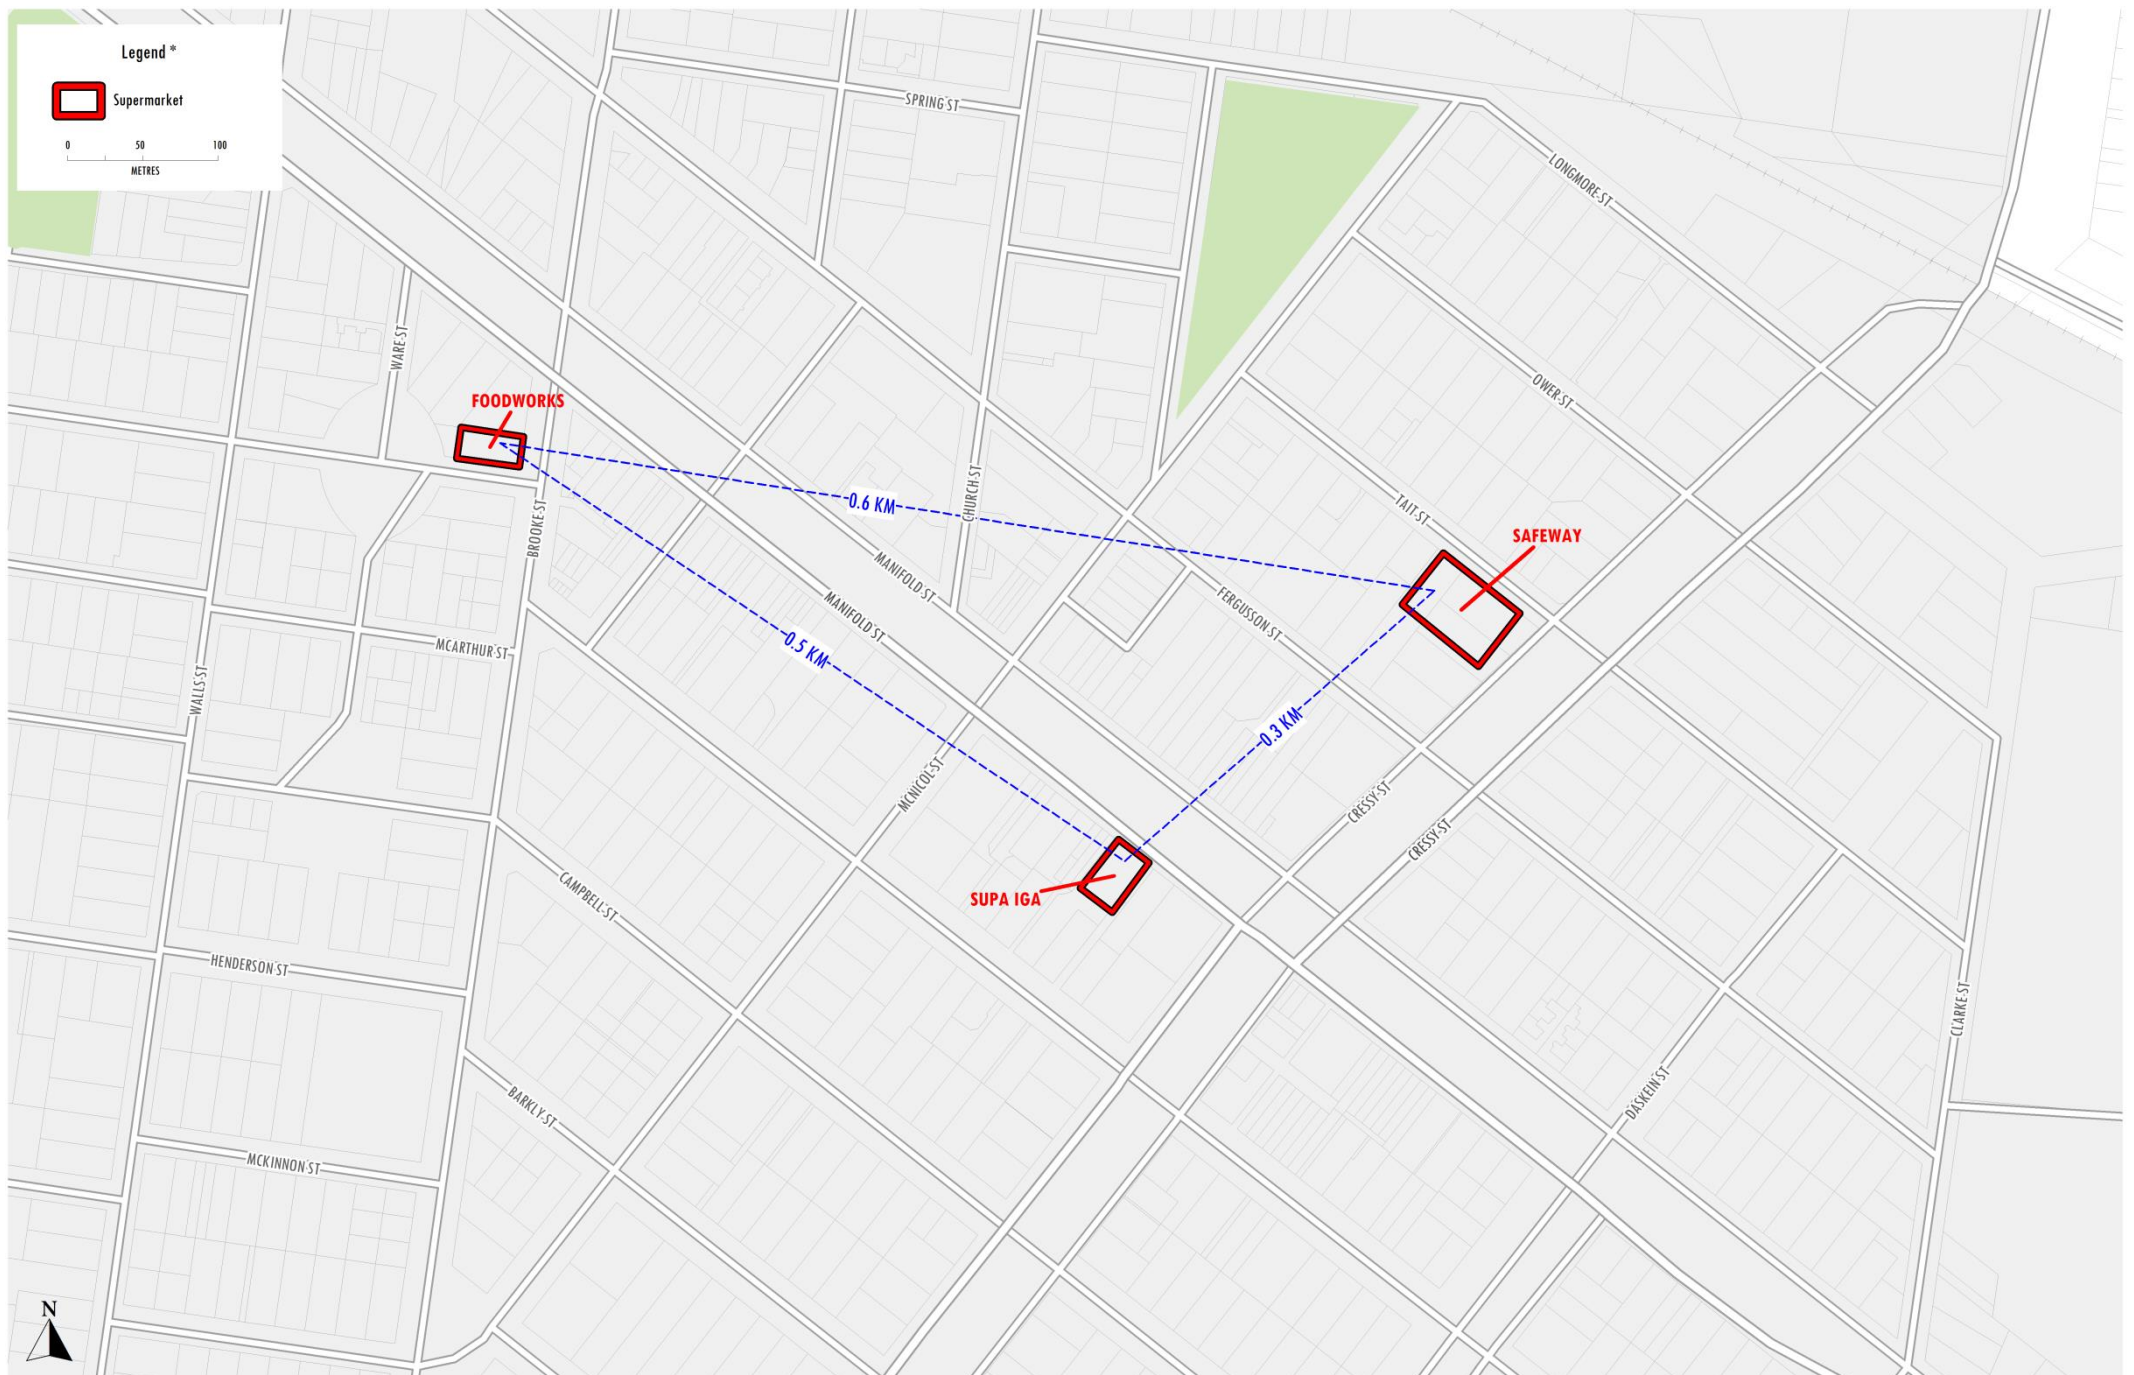 Legend *
Supermarket
0 50 100
METRES
SPRING ST
LONGMORE ST
WARE ST
OWER ST
FOODWORKS
CHURCH ST
0.6 KM
TAIT ST
SAFEWAY
BROOKE ST
MANIFOLD ST
MANIFOLD ST
FERGUSSON ST
MCARTHUR ST
0.5 KM
WALLS ST
0.3 KM
MCNICOL ST
CRESSY ST
CRESSY ST
SUPA IGA
CAMPBELL ST
HENDERSON ST
CLARKE ST
DASKEIN ST
BARKLY ST
MCKINNON ST
N